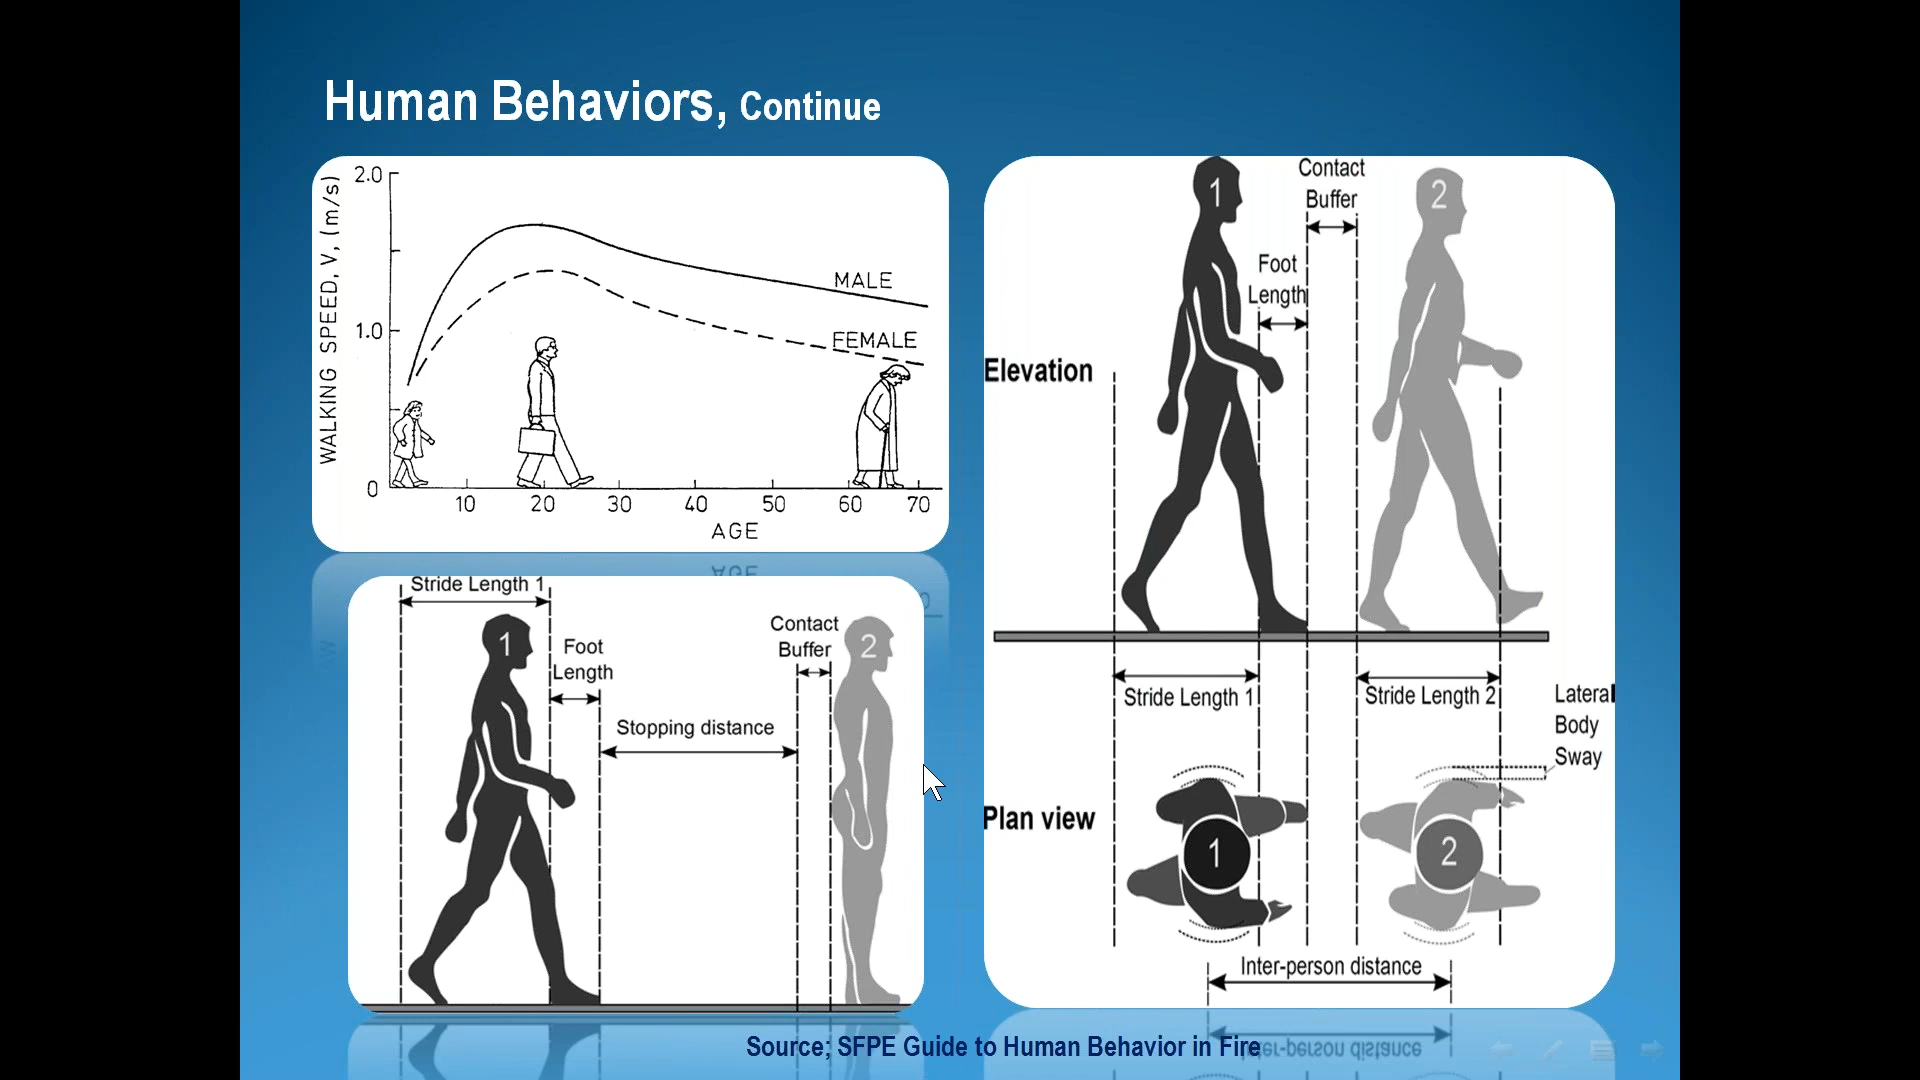 Human Behaviors, Continue
WALKING SPEED, V, (m/s)
2.0
1.0
0
MALE
FEMALE
10 20 30 40 50 60 70
AGE
Stride Length 1
1
Foot
Length
Stopping distance
Contact
Buffer
2
Contact
Buffer
1
2
Foot
Length
Elevation
Stride Length 1
Stride Length 2
Lateral
Body
Sway
Plan view
1
2
Inter-person distance
Source; SFPE Guide to Human Behavior in Fire